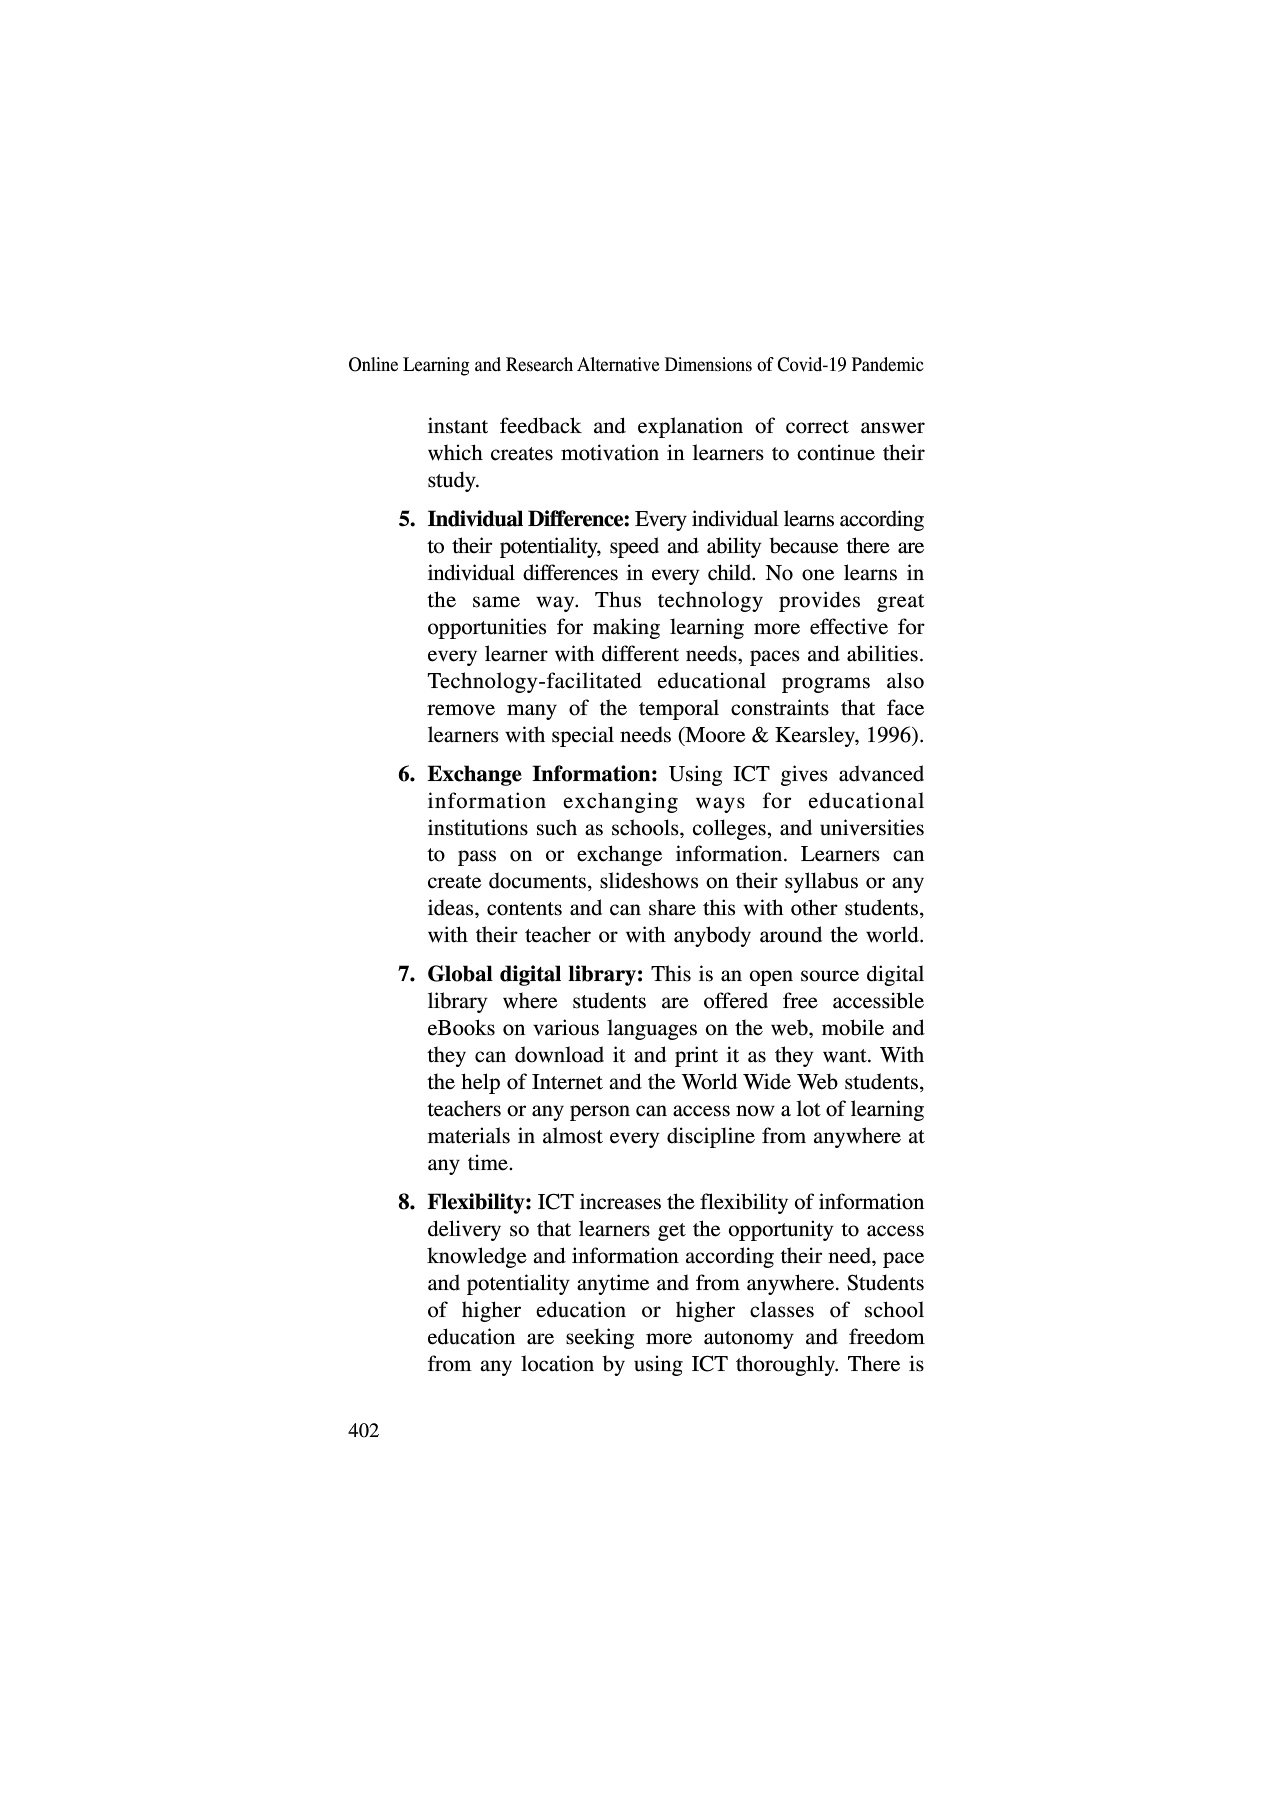 Online Learning and Research Alternative Dimensions of Covid-19 Pandemic
instant feedback and explanation of correct answer
which creates motivation in learners to continue their
study.
5. Individual Difference: Every individual learns according
to their potentiality, speed and ability because there are
individual differences in every child. No one learns in
the same way. Thus technology provides great
opportunities for making learning more effective for
every learner with different needs, paces and abilities.
Technology-facilitated educational programs also
remove many of the temporal constraints that face
learners with special needs (Moore & Kearsley, 1996).
6. Exchange Information: Using ICT gives advanced
information exchanging ways for educational
institutions such as schools, colleges, and universities
to pass on or exchange information. Learners can
create documents, slideshows on their syllabus or any
ideas, contents and can share this with other students,
with their teacher or with anybody around the world.
7. Global digital library: This is an open source digital
library where students are offered free accessible
eBooks on various languages on the web, mobile and
they can download it and print it as they want. With
the help of Internet and the World Wide Web students,
teachers or any person can access now a lot of learning
materials in almost every discipline from anywhere at
any time.
8. Flexibility: ICT increases the flexibility of information
delivery so that learners get the opportunity to access
knowledge and information according their need, pace
and potentiality anytime and from anywhere. Students
of higher education or higher classes of school
education are seeking more autonomy and freedom
from any location by using ICT thoroughly. There is
402